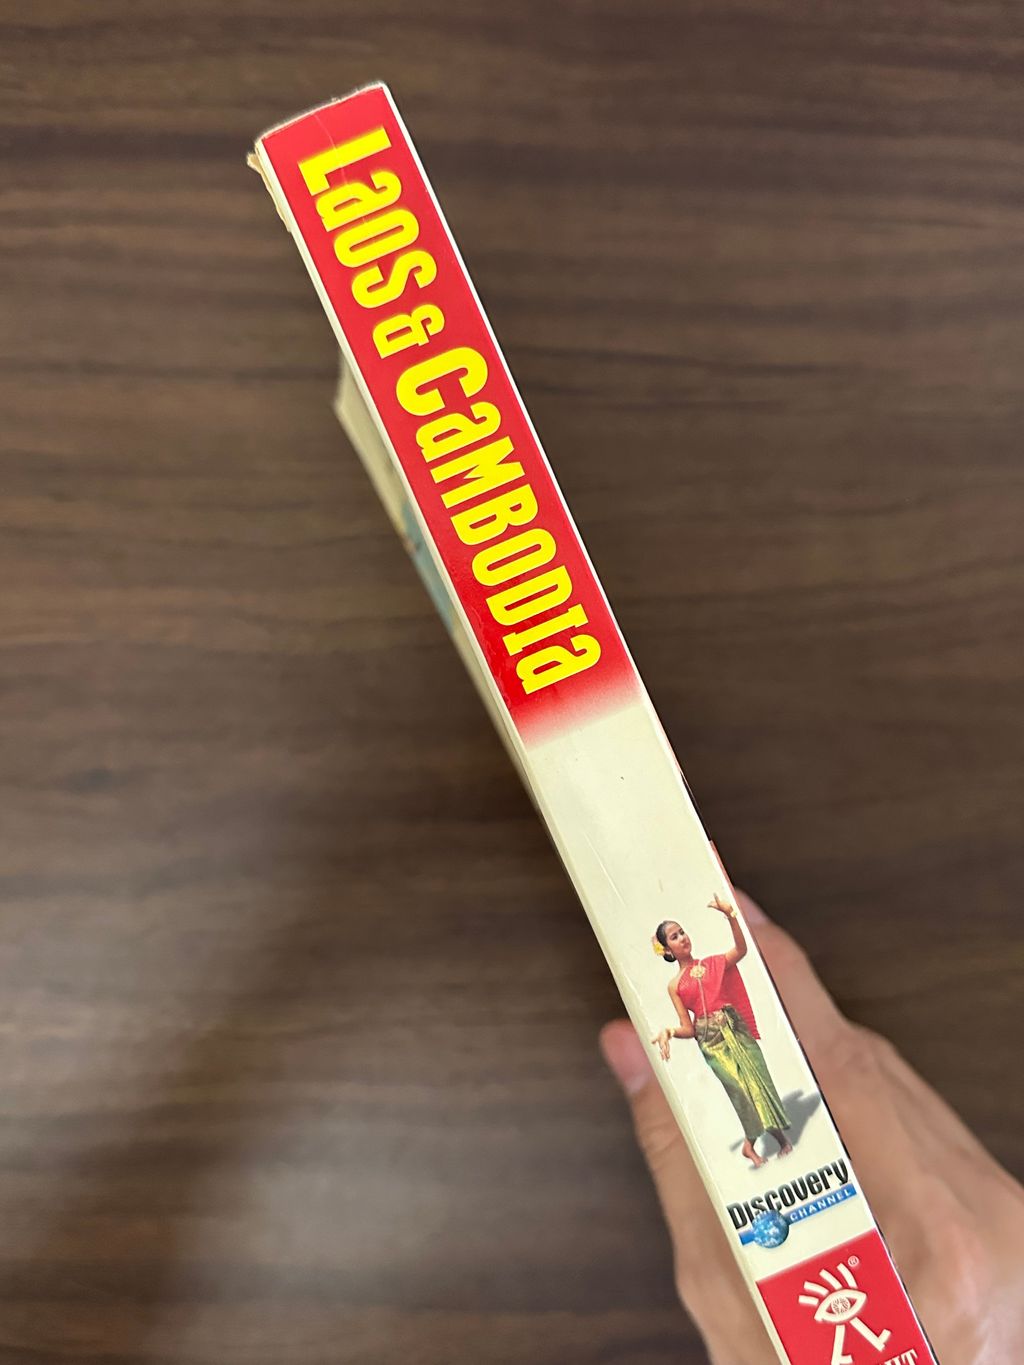 Laos & Cambodia
Discovery
CHANNEL
®